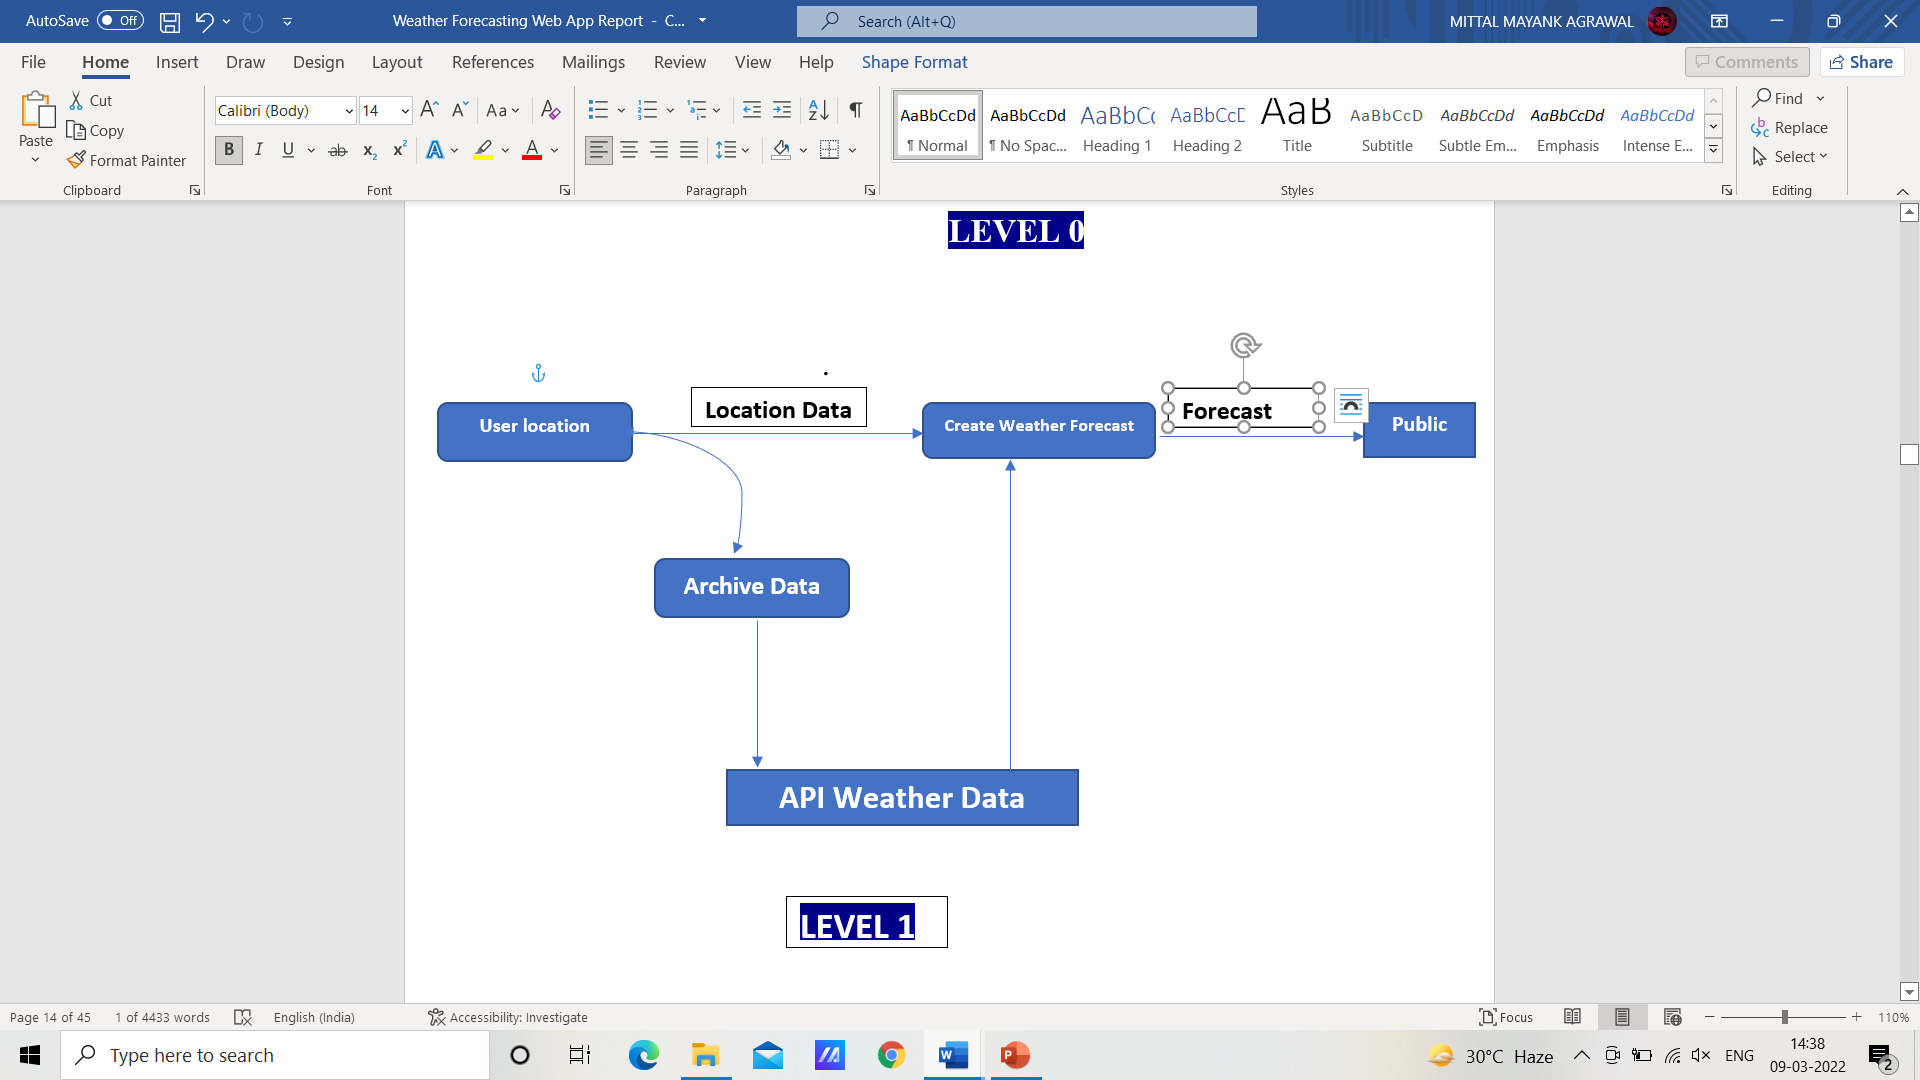 AutoSave Off Weather Forecasting Web App Report - C... Search (Alt+Q) MITTAL MAYANK AGRAWAL
File Home Insert Draw Design Layout References Mailings Review View Help Shape Format Comments Share
Paste Cut Copy Format Painter
Calibri (Body) 14 A A Aa A
B I U ab x2 x2 A A
AaBbCcDd AaBbCcDd AaBbCc AaBbCcD AaB AaBbCcD AaBbCcDd AaBbCcDd AaBbCcDd
¶ Normal ¶ No Spac... Heading 1 Heading 2 Title Subtitle Subtle Em... Emphasis Intense E...
Find
Replace
Select
Clipboard Font Paragraph Styles Editing
LEVEL 0
.
User location
Location Data
Create Weather Forecast
Forecast
Public
Archive Data
API Weather Data
LEVEL 1
Page 14 of 45 1 of 4433 words English (India) Accessibility: Investigate Focus 110%
Type here to search 30°C Haze ENG 14:38
09-03-2022 2